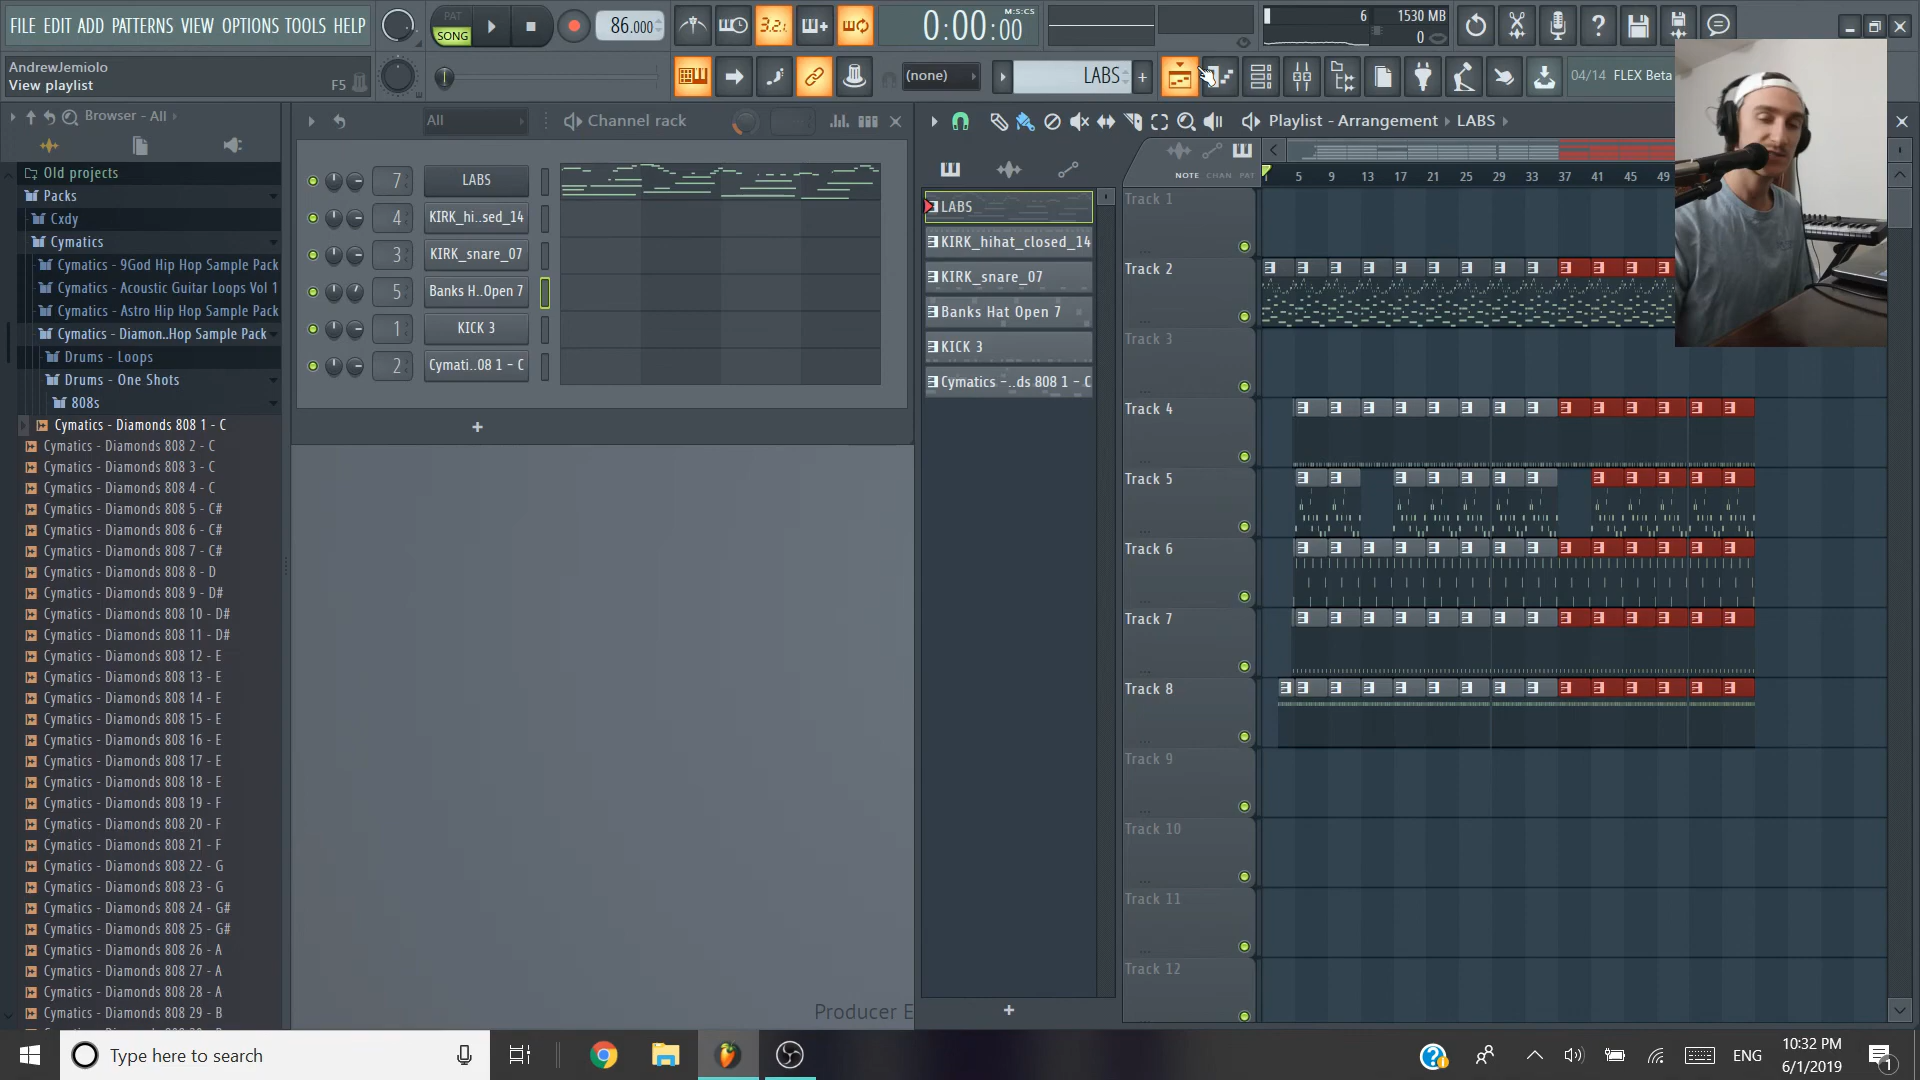 FILE EDIT ADD PATTERNS VIEW OPTIONS TOOLS HELP
PAT
SONG
86.000
3.2.
0:00:00
M:S:CS
6
1530 MB
0
AndrewJemiolo
View playlist
F5
(none)
LABS
04/14 FLEX Beta
Browser - All
All
Channel rack
Playlist - Arrangement LABS
NOTE CHAN PAT
1 5 9 13 17 21 25 29 33 37 41 45 49
Old projects
Packs
Cxdy
Cymatics
Cymatics - 9God Hip Hop Sample Pack
Cymatics - Acoustic Guitar Loops Vol 1
Cymatics - Astro Hip Hop Sample Pack
Cymatics - Diamon..Hop Sample Pack
Drums - Loops
Drums - One Shots
808s
Cymatics - Diamonds 808 1 - C
Cymatics - Diamonds 808 2 - C
Cymatics - Diamonds 808 3 - C
Cymatics - Diamonds 808 4 - C
Cymatics - Diamonds 808 5 - C#
Cymatics - Diamonds 808 6 - C#
Cymatics - Diamonds 808 7 - C#
Cymatics - Diamonds 808 8 - D
Cymatics - Diamonds 808 9 - D#
Cymatics - Diamonds 808 10 - D#
Cymatics - Diamonds 808 11 - D#
Cymatics - Diamonds 808 12 - E
Cymatics - Diamonds 808 13 - E
Cymatics - Diamonds 808 14 - E
Cymatics - Diamonds 808 15 - E
Cymatics - Diamonds 808 16 - E
Cymatics - Diamonds 808 17 - E
Cymatics - Diamonds 808 18 - E
Cymatics - Diamonds 808 19 - F
Cymatics - Diamonds 808 20 - F
Cymatics - Diamonds 808 21 - F
Cymatics - Diamonds 808 22 - G
Cymatics - Diamonds 808 23 - G
Cymatics - Diamonds 808 24 - G#
Cymatics - Diamonds 808 25 - G#
Cymatics - Diamonds 808 26 - A
Cymatics - Diamonds 808 27 - A
Cymatics - Diamonds 808 28 - A
Cymatics - Diamonds 808 29 - B
7 LABS
4 KIRK_hi..sed_14
3 KIRK_snare_07
5 Banks H..Open 7
1 KICK 3
2 Cymati..08 1 - C
LABS
KIRK_hihat_closed_14
KIRK_snare_07
Banks Hat Open 7
KICK 3
Cymatics -..ds 808 1 - C
Track 1
Track 2
Track 3
Track 4
Track 5
Track 6
Track 7
Track 8
Track 9
Track 10
Track 11
Track 12
Producer E
Type here to search
ENG
10:32 PM
6/1/2019
1